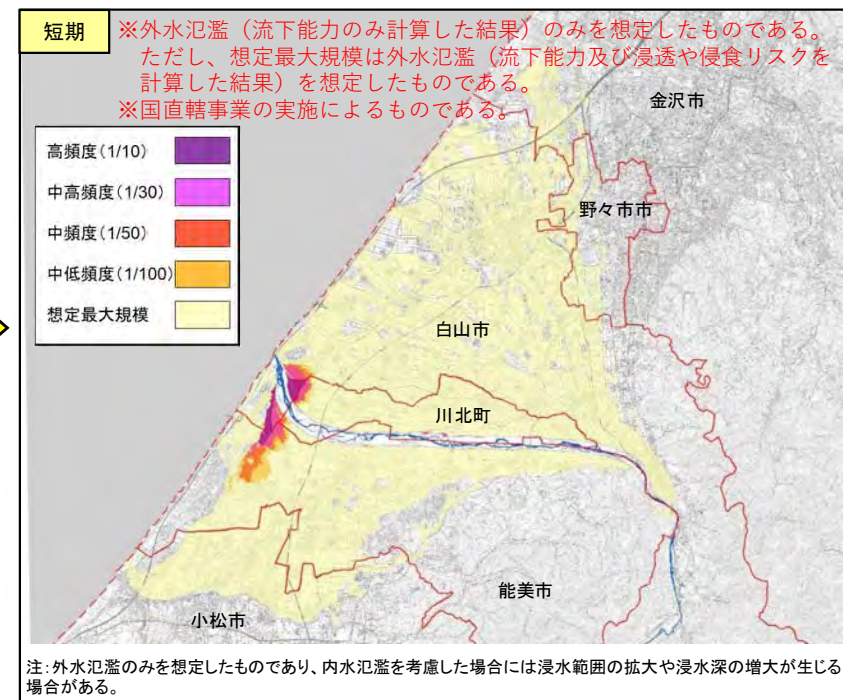 短期
※外水氾濫（流下能力のみ計算した結果）のみを想定したものである。
ただし、想定最大規模は外水氾濫（流下能力及び浸透や侵食リスクを
計算した結果）を想定したものである。
※国直轄事業の実施によるものである。
金沢市
高頻度(1/10)
中高頻度(1/30)
野々市市
中頻度(1/50)
中低頻度(1/100)
想定最大規模
白山市
川北町
能美市
小松市
注:外水氾濫のみを想定したものであり、内水氾濫を考慮した場合には浸水範囲の拡大や浸水深の増大が生じる
場合がある。